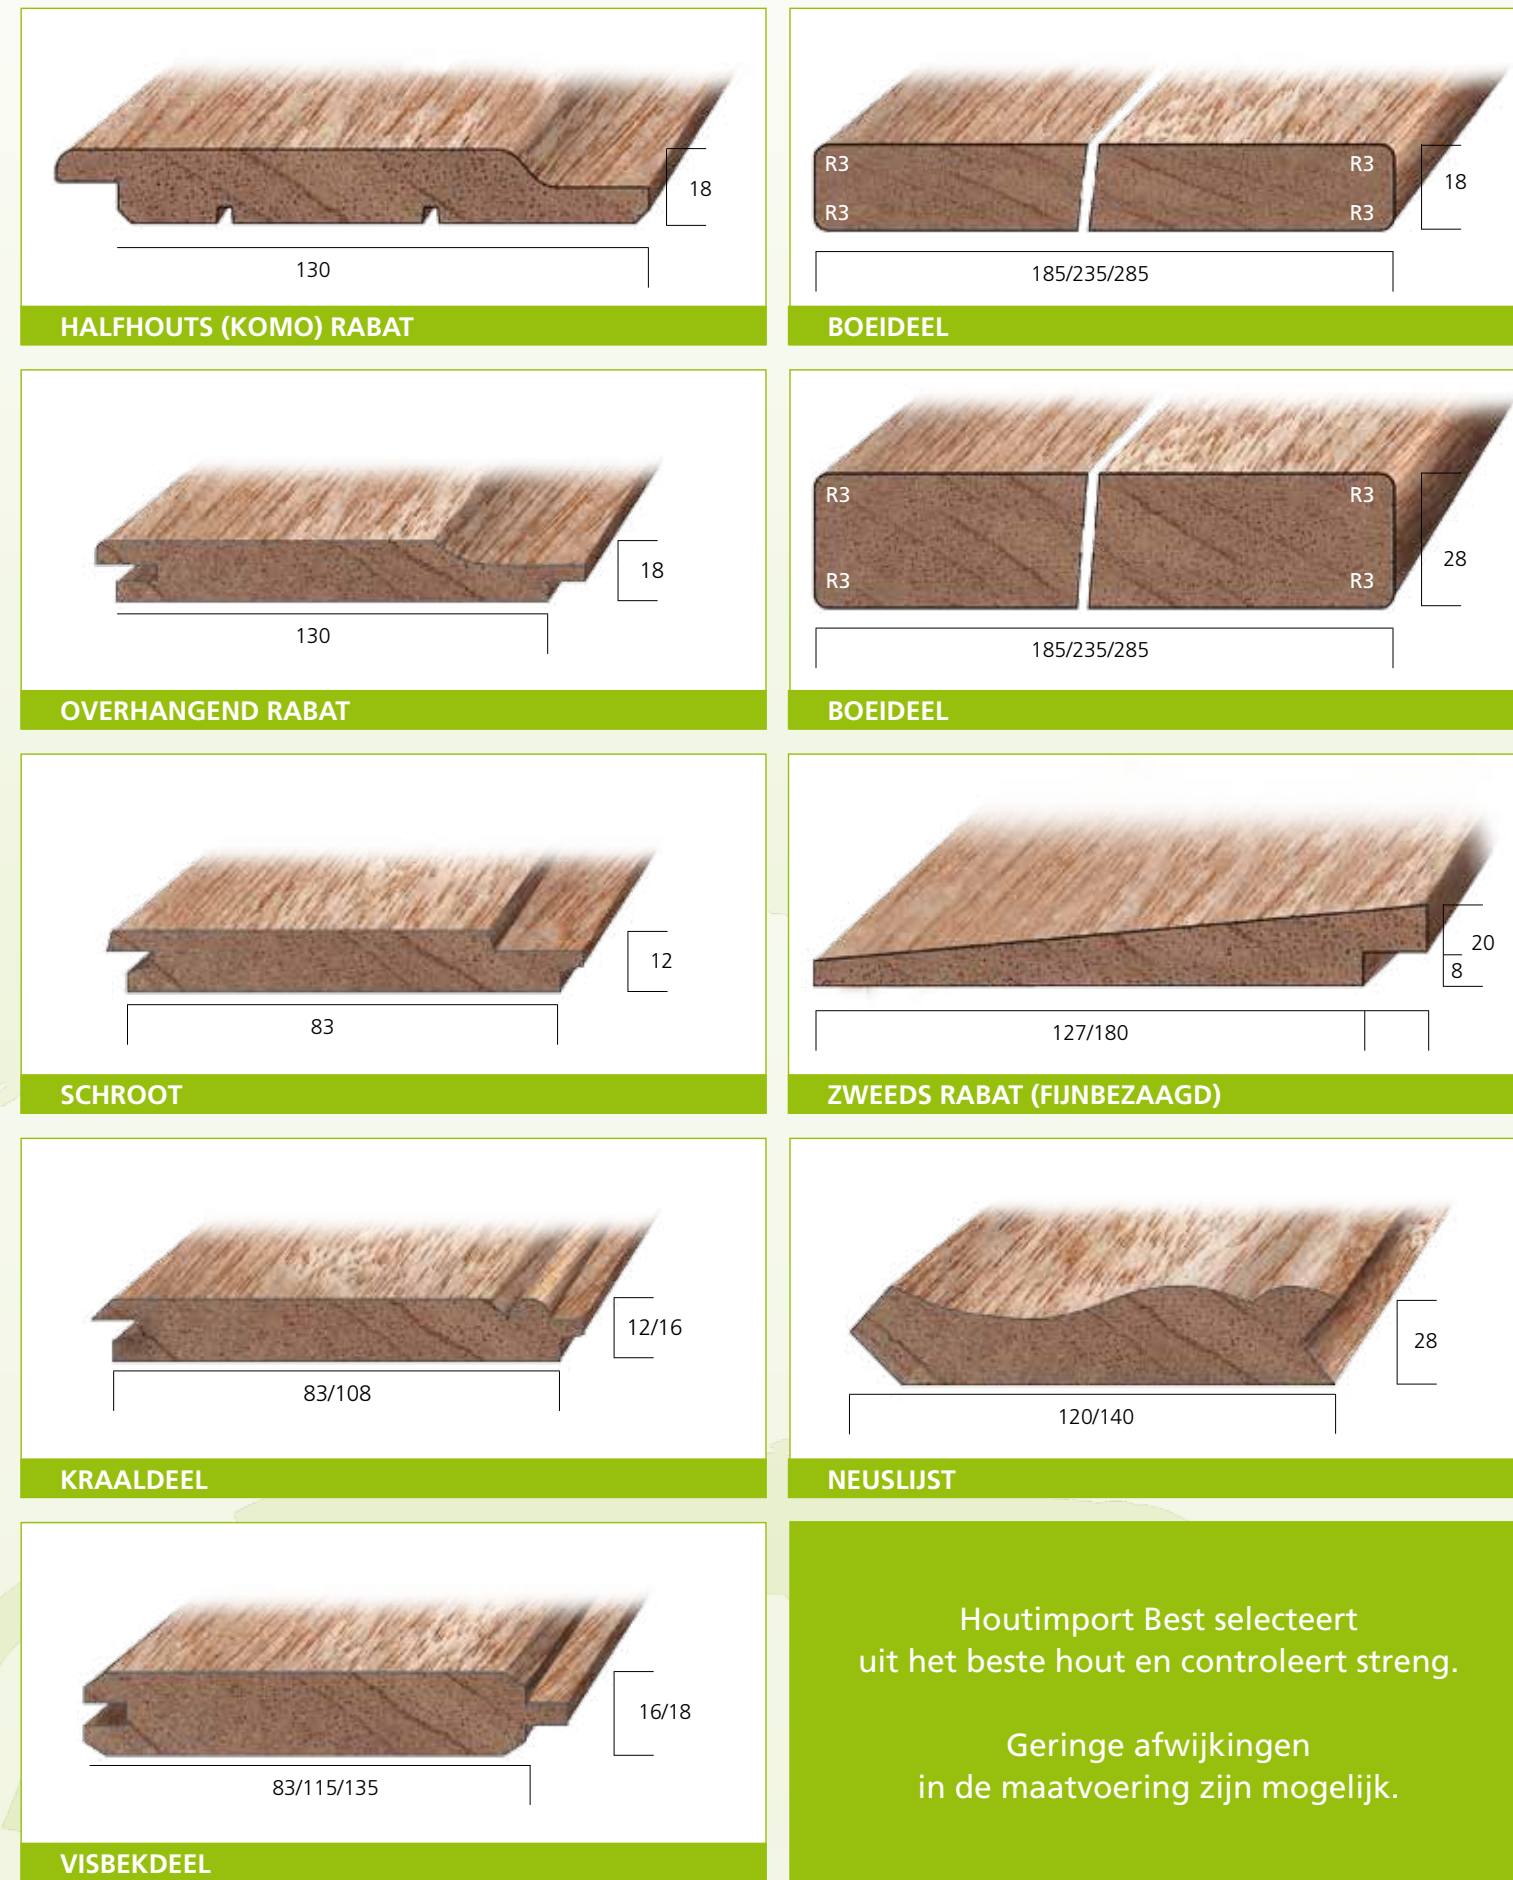 18
130
HALFHOUTS (KOMO) RABAT
R3 R3
R3 R3
18
185/235/285
BOEIDEEL
18
130
OVERHANGEND RABAT
R3 R3
R3 R3
28
185/235/285
BOEIDEEL
12
83
SCHROOT
20
8
127/180
ZWEEDS RABAT (FIJNBEZAAGD)
12/16
83/108
KRAALDEEL
28
120/140
NEUSLIJST
16/18
83/115/135
VISBEKDEEL
Houtimport Best selecteert
uit het beste hout en controleert streng.
Geringe afwijkingen
in de maatvoering zijn mogelijk.